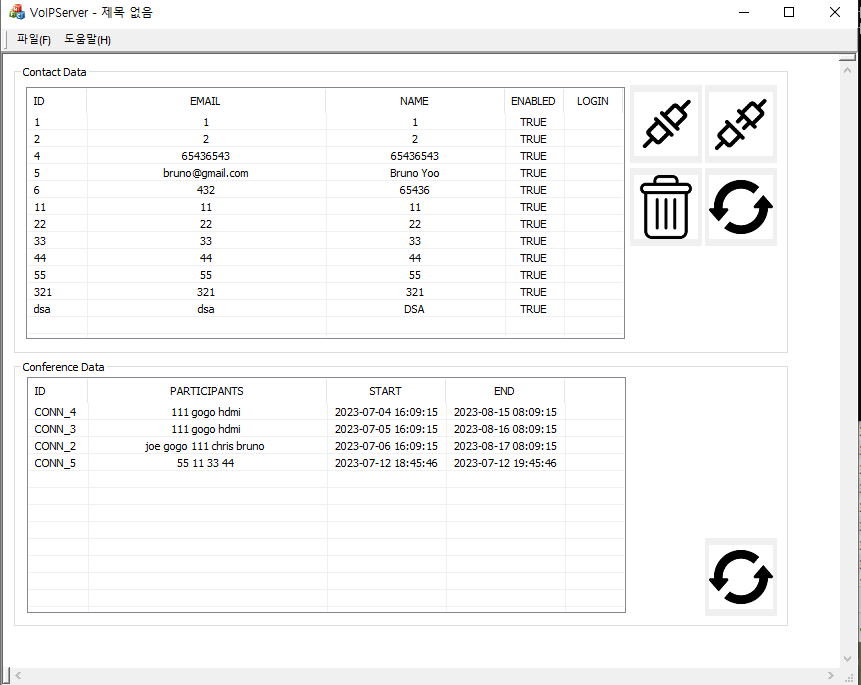 VoIPServer - 제목 없음
파일(F) 도움말(H)
Contact Data
ID EMAIL NAME ENABLED LOGIN
1 1 1 TRUE
2 2 2 TRUE
4 65436543 65436543 TRUE
5 bruno@gmail.com Bruno Yoo TRUE
6 432 65436 TRUE
11 11 11 TRUE
22 22 22 TRUE
33 33 33 TRUE
44 44 44 TRUE
55 55 55 TRUE
321 321 321 TRUE
dsa dsa DSA TRUE
Conference Data
ID PARTICIPANTS START END
CONN_4 111 gogo hdmi 2023-07-04 16:09:15 2023-08-15 08:09:15
CONN_3 111 gogo hdmi 2023-07-05 16:09:15 2023-08-16 08:09:15
CONN_2 joe gogo 111 chris bruno 2023-07-06 16:09:15 2023-08-17 08:09:15
CONN_5 55 11 33 44 2023-07-12 18:45:46 2023-07-12 19:45:46